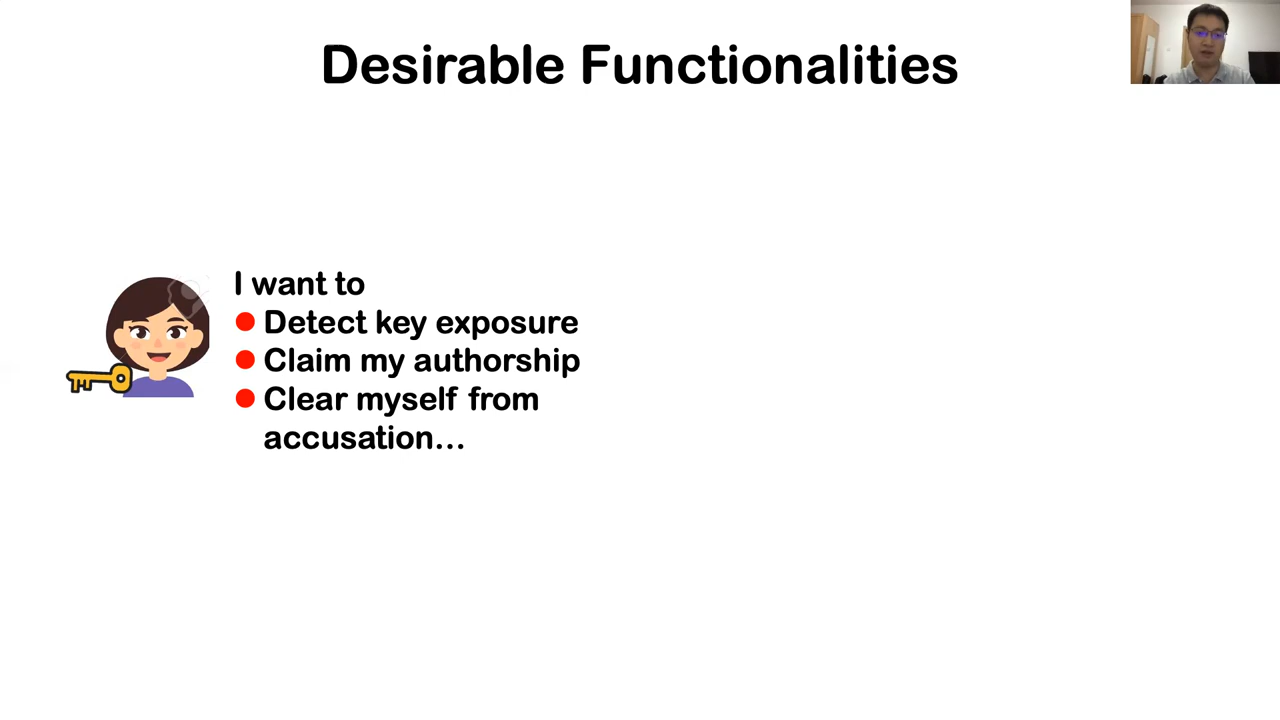 Desirable Functionalities
I want to
Detect key exposure
Claim my authorship
Clear myself from
accusation…